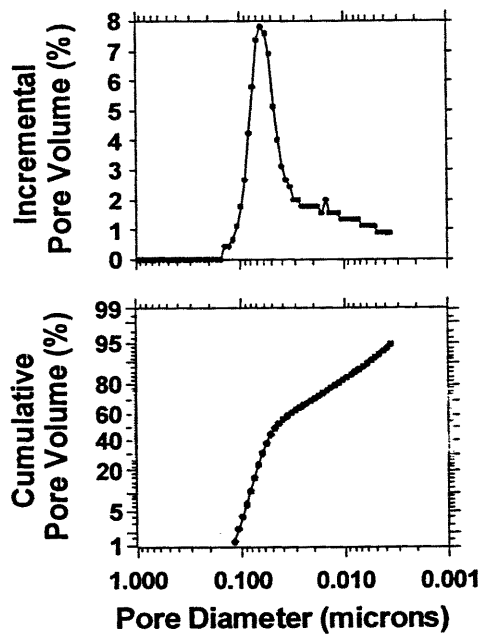 Incremental
Pore Volume (%)
8
7
6
5
4
3
2
1
0
Cumulative
Pore Volume (%)
99
95
80
60
40
20
5
1
1.000 0.100 0.010 0.001
Pore Diameter (microns)